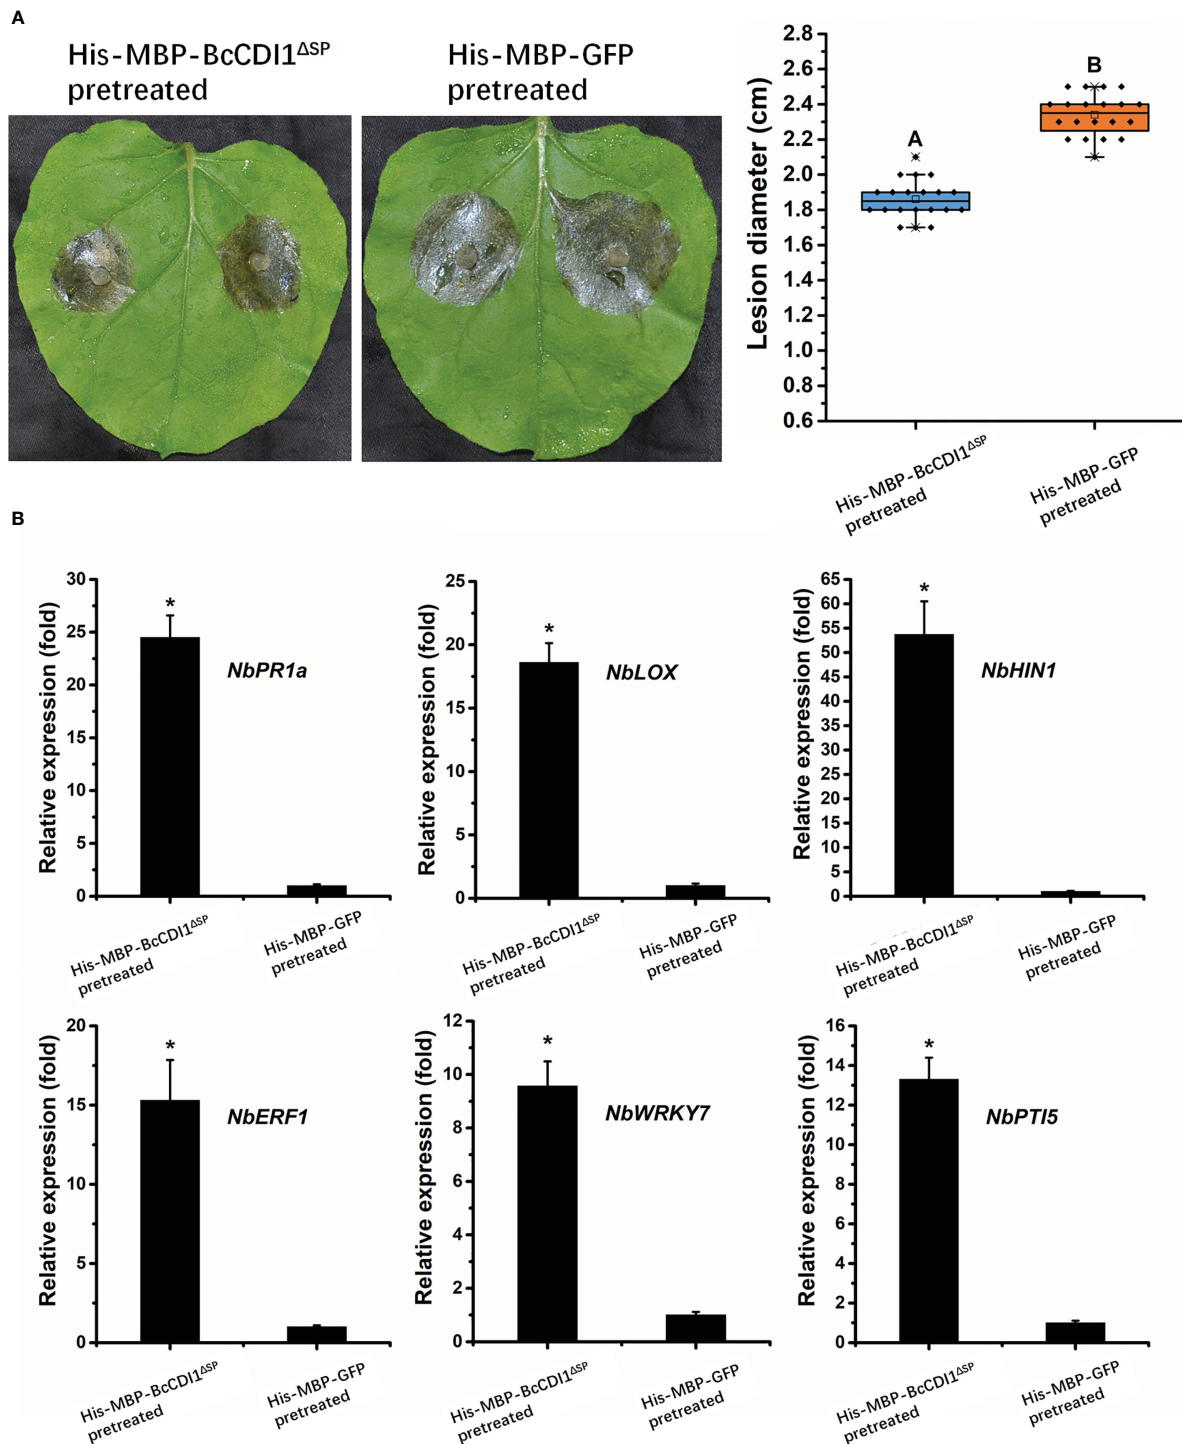 A
His-MBP-BcCDI1ΔSP
pretreated
His-MBP-GFP
pretreated
Lesion diameter (cm)
2.8
2.6
2.4
2.2
2.0
1.8
1.6
1.4
1.2
1.0
0.8
0.6
A
B
His-MBP-BcCDI1ΔSP
pretreated
His-MBP-GFP
pretreated
B
Relative expression (fold)
30
25
20
15
10
5
0
*
NbPR1a
His-MBP-BcCDI1ΔSP
pretreated
His-MBP-GFP
pretreated
Relative expression (fold)
25
20
15
10
5
0
*
NbLOX
His-MBP-BcCDI1ΔSP
pretreated
His-MBP-GFP
pretreated
Relative expression (fold)
65
60
55
50
45
40
35
30
25
20
15
10
5
0
*
NbHIN1
His-MBP-BcCDI1ΔSP
pretreated
His-MBP-GFP
pretreated
Relative expression (fold)
20
15
10
5
0
*
NbERF1
His-MBP-BcCDI1ΔSP
pretreated
His-MBP-GFP
pretreated
Relative expression (fold)
12
10
8
6
4
2
0
*
NbWRKY7
His-MBP-BcCDI1ΔSP
pretreated
His-MBP-GFP
pretreated
Relative expression (fold)
16
14
12
10
8
6
4
2
0
*
NbPTI5
His-MBP-BcCDI1ΔSP
pretreated
His-MBP-GFP
pretreated